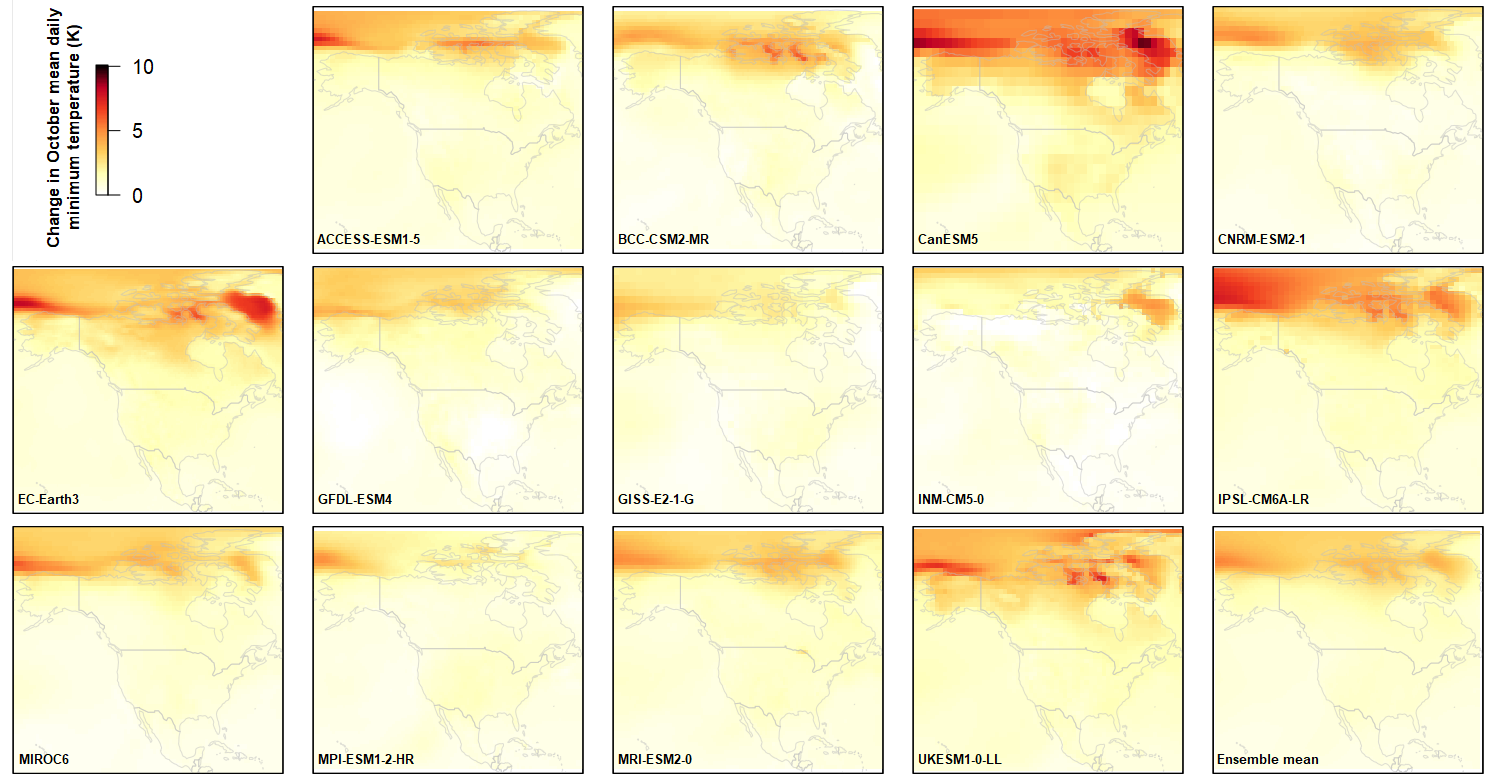 Change in October mean daily
minimum temperature (K)
10
5
0
ACCESS-ESM1-5
BCC-CSM2-MR
CanESM5
CNRM-ESM2-1
EC-Earth3
GFDL-ESM4
GISS-E2-1-G
INM-CM5-0
IPSL-CM6A-LR
MIROC6
MPI-ESM1-2-HR
MRI-ESM2-0
UKESM1-0-LL
Ensemble mean